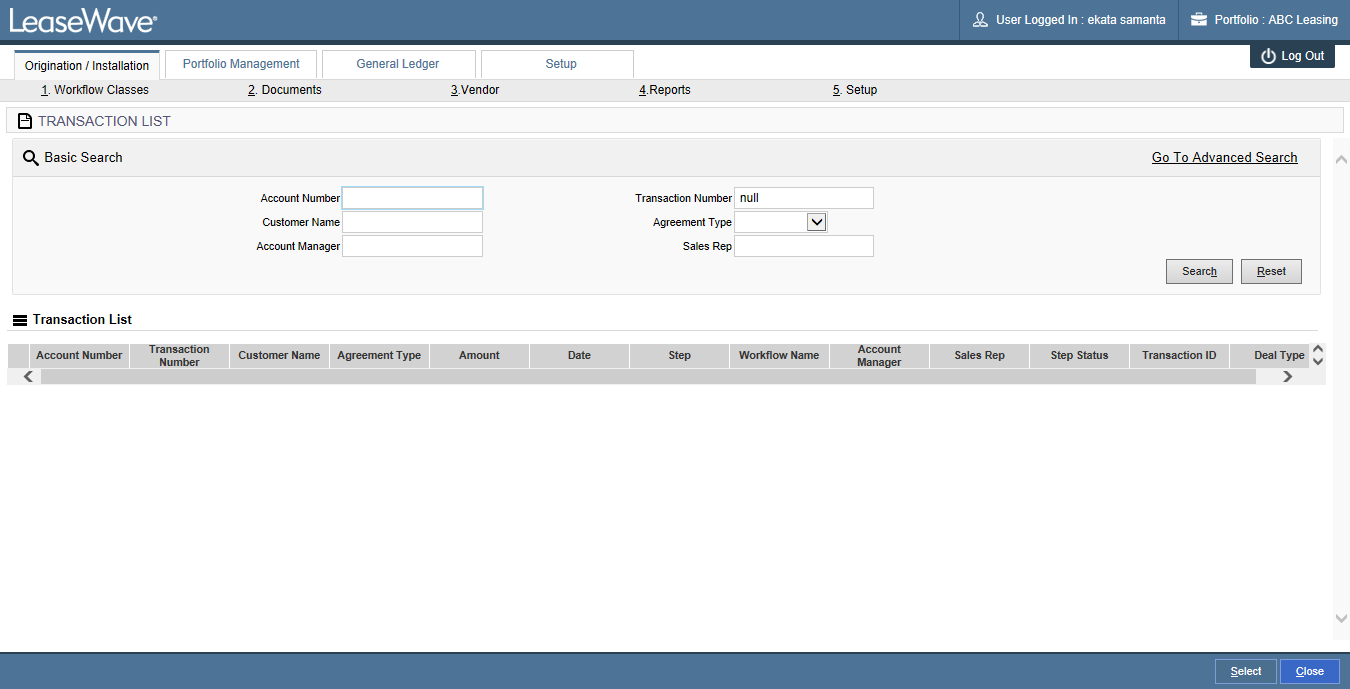 LeaseWave®
User Logged In : ekata samanta
Portfolio : ABC Leasing
Log Out
Origination / Installation
Portfolio Management
General Ledger
Setup
1. Workflow Classes
2. Documents
3.Vendor
4.Reports
5. Setup
TRANSACTION LIST
Basic Search
Go To Advanced Search
Account Number
Transaction Number null
Customer Name
Agreement Type
Account Manager
Sales Rep
Search
Reset
Transaction List
Account Number
Transaction
Number
Customer Name
Agreement Type
Amount
Date
Step
Workflow Name
Account
Manager
Sales Rep
Step Status
Transaction ID
Deal Type
Select
Close